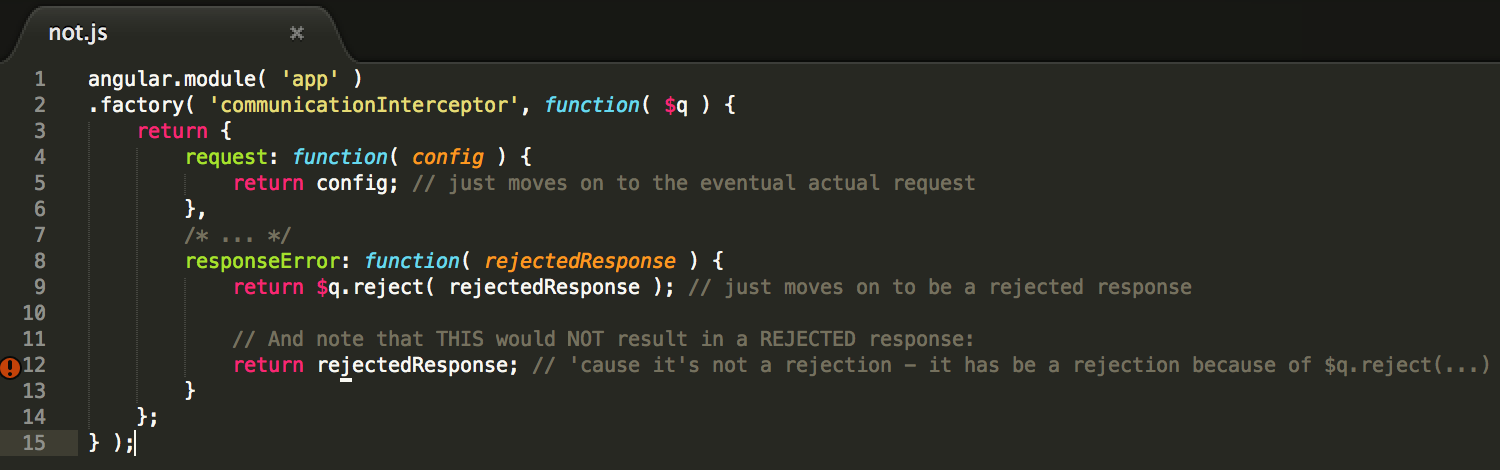 not.js
1 angular.module( 'app' )
2 .factory( 'communicationInterceptor', function( $q ) {
3     return {
4         request: function( config ) {
5             return config; // just moves on to the eventual actual request
6         },
7         /* ... */
8         responseError: function( rejectedResponse ) {
9             return $q.reject( rejectedResponse ); // just moves on to be a rejected response
10
11             // And note that THIS would NOT result in a REJECTED response:
12             return rejectedResponse; // 'cause it's not a rejection - it has be a rejection because of $q.reject(...)
13         }
14     };
15 } );